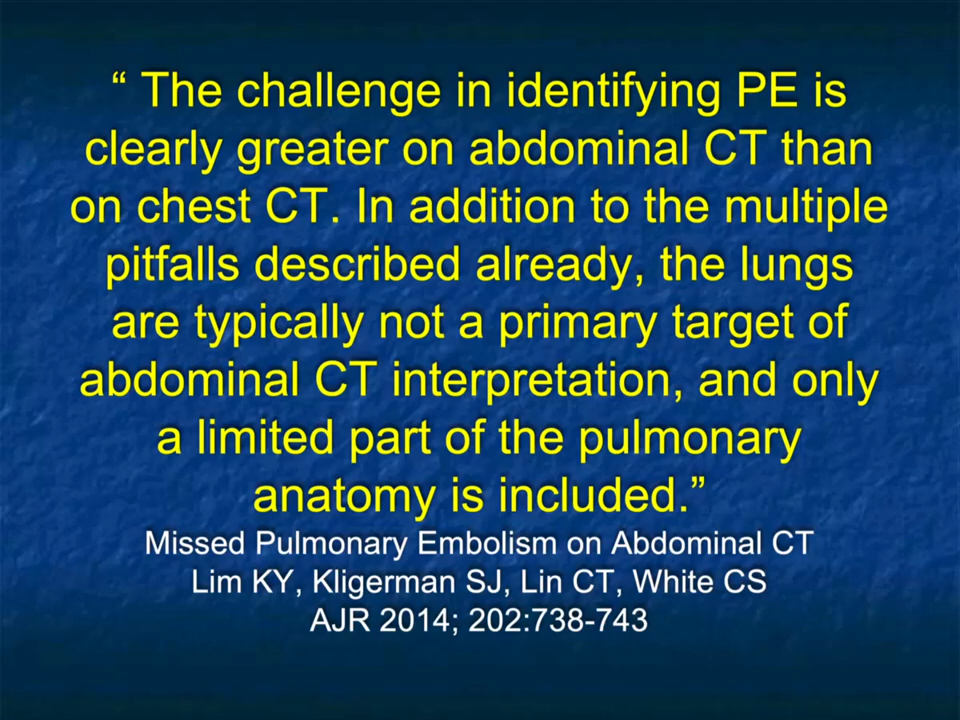 “ The challenge in identifying PE is
clearly greater on abdominal CT than
on chest CT. In addition to the multiple
pitfalls described already, the lungs
are typically not a primary target of
abdominal CT interpretation, and only
a limited part of the pulmonary
anatomy is included.”
Missed Pulmonary Embolism on Abdominal CT
Lim KY, Kligerman SJ, Lin CT, White CS
AJR 2014; 202:738-743